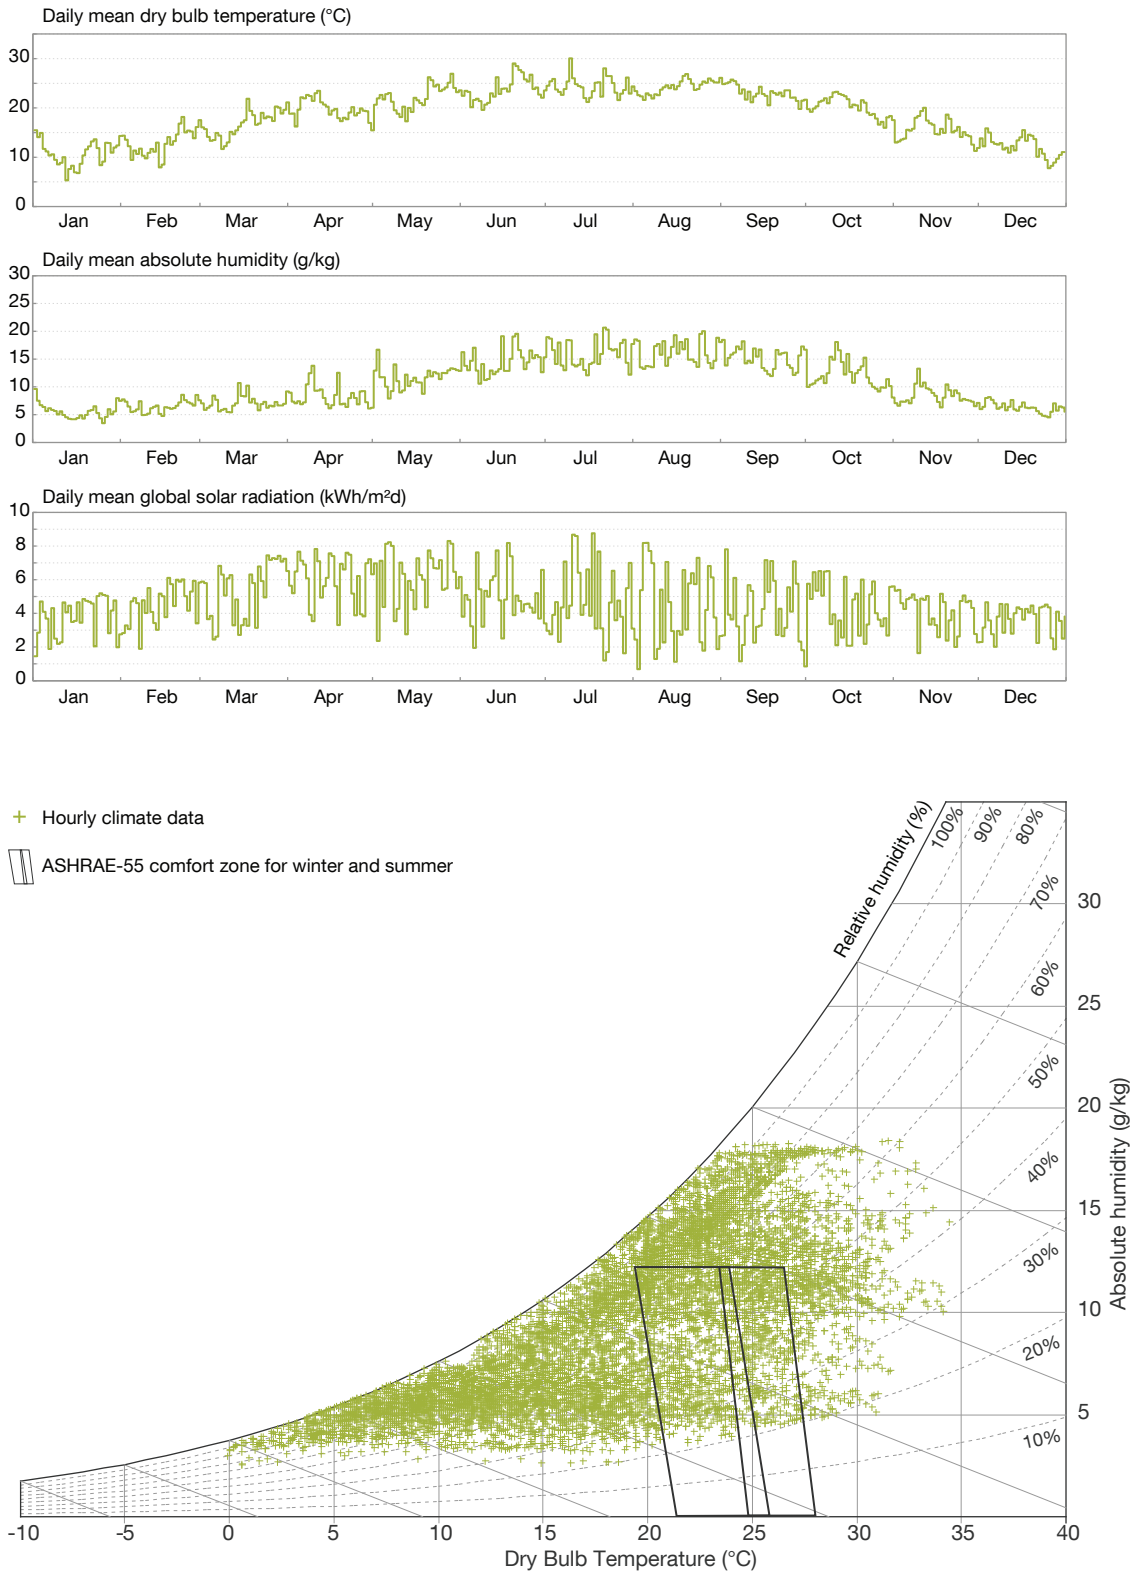 Daily mean dry bulb temperature (°C)
30
20
10
0
Jan Feb Mar Apr May Jun Jul Aug Sep Oct Nov Dec
Daily mean absolute humidity (g/kg)
30
25
20
15
10
5
0
Jan Feb Mar Apr May Jun Jul Aug Sep Oct Nov Dec
Daily mean global solar radiation (kWh/m²d)
10
8
6
4
2
0
Jan Feb Mar Apr May Jun Jul Aug Sep Oct Nov Dec
Hourly climate data
ASHRAE-55 comfort zone for winter and summer
Relative humidity (%)
100%
90%
80%
70%
60%
50%
40%
30%
20%
10%
30
25
20
15
10
5
Absolute humidity (g/kg)
-10 -5 0 5 10 15 20 25 30 35 40
Dry Bulb Temperature (°C)